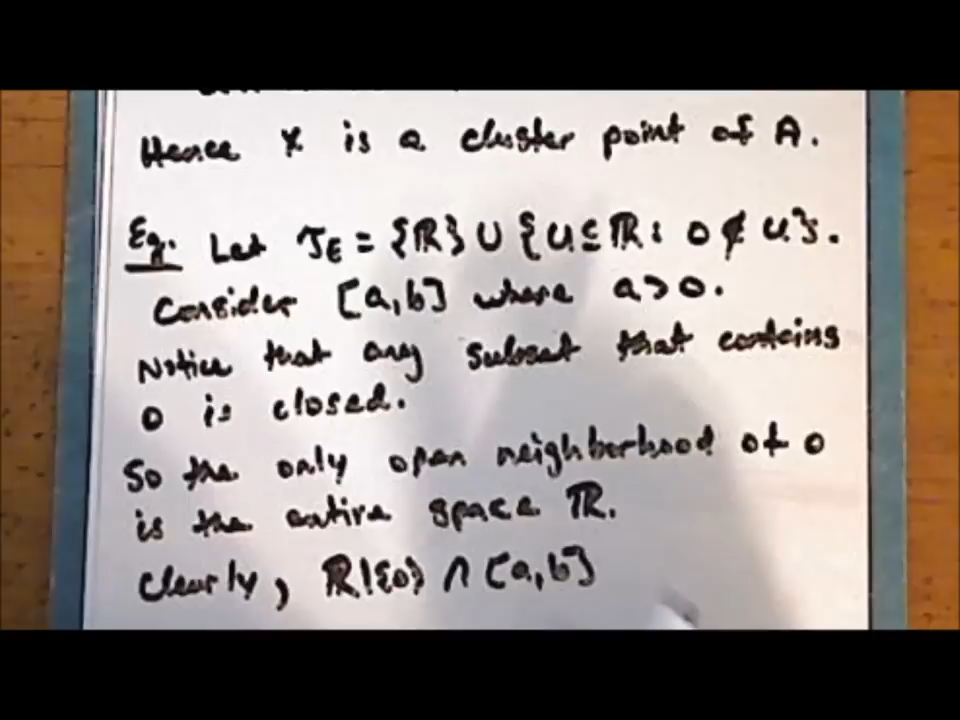 Hence x is a cluster point of A.
Eg. Let 𝒯_E = {ℝ} ∪ {U ⊆ ℝ : 0 ∉ U}.
Consider [a,b] where a>0.
Notice that any subset that contains
0 is closed.
So the only open neighborhood of 0
is the entire space ℝ.
Clearly, ℝ\{0} ∩ [a,b]